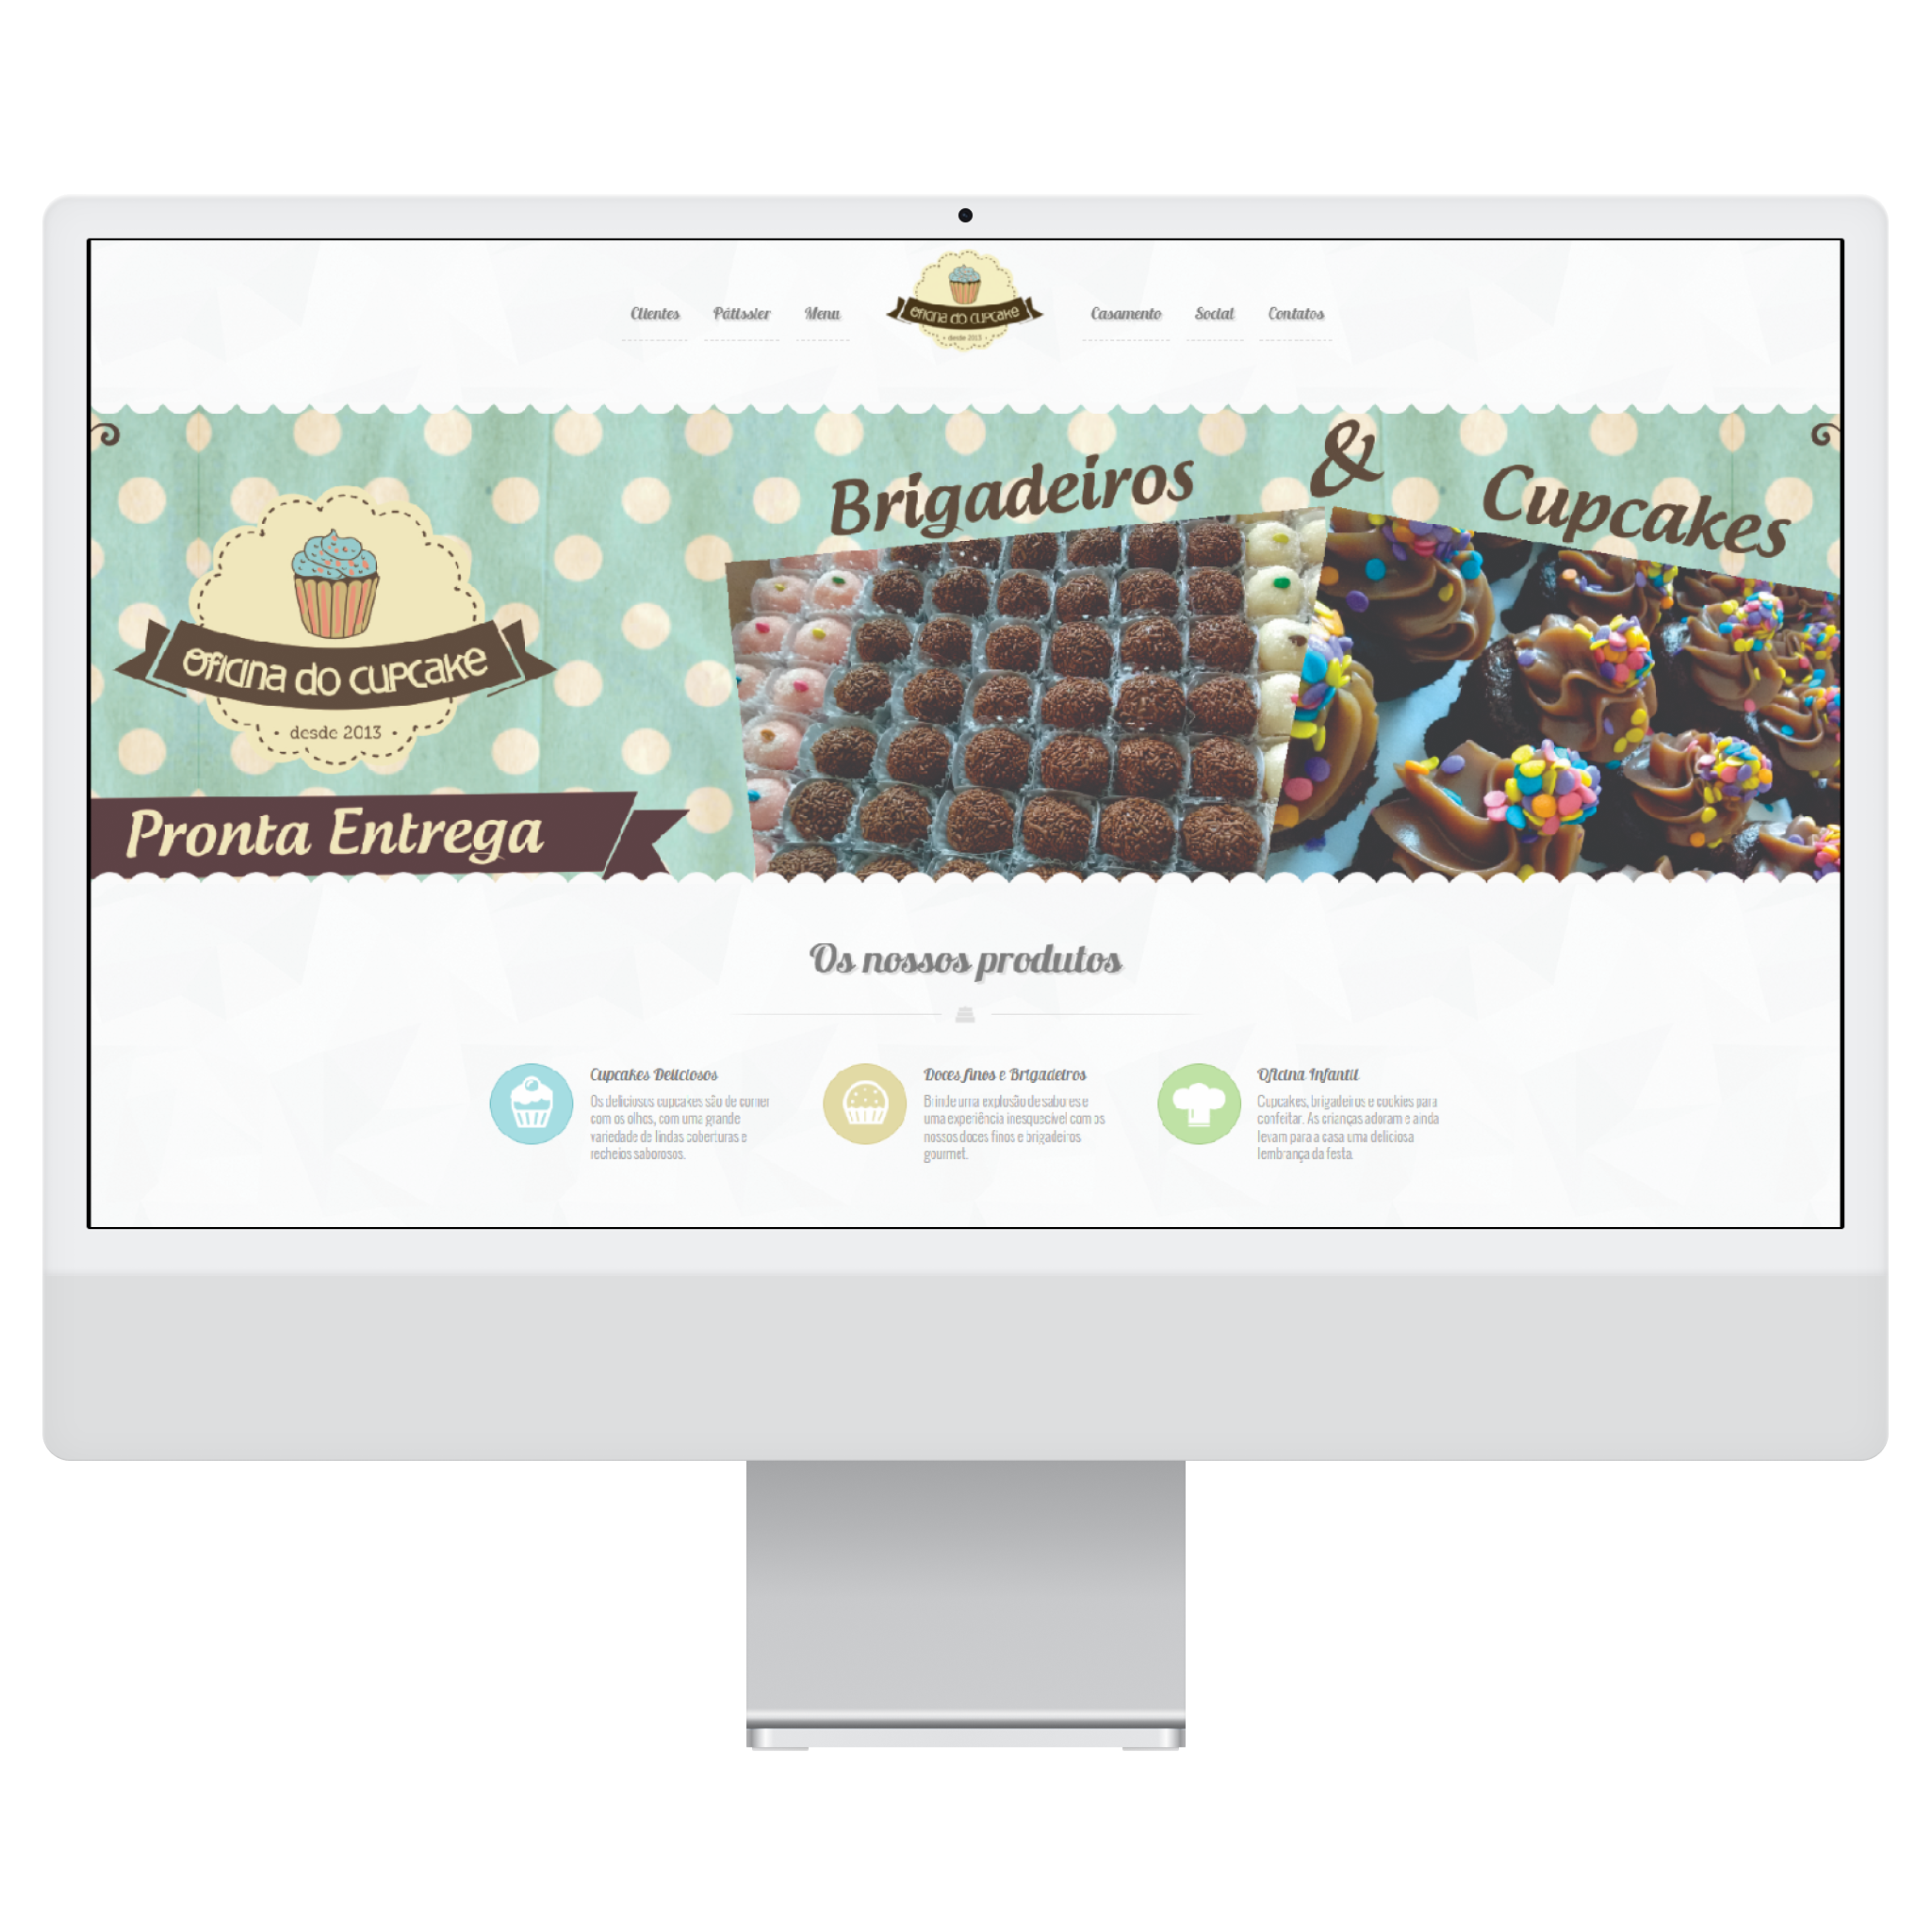 Clientes Pâtissier Menu
oficina do cupcake
• desde 2013 •
Casamento Social Contatos
Brigadeiros & Cupcakes
oficina do cupcake
• desde 2013 •
Pronta Entrega
Os nossos produtos
Cupcakes Deliciosos
Os deliciosos cupcakes são de comer
com os olhos, com uma grande
variedade de lindas coberturas e
recheios saborosos.
Doces finos e Brigadeiros
Brinde uma explosão de sabores e
uma experiência inesquecível com os
nossos doces finos e brigadeiros
gourmet.
Oficina Infantil
Cupcakes, brigadeiros e cookies para
confeitar. As crianças adoram e ainda
levam para a casa uma deliciosa
lembrança da festa.